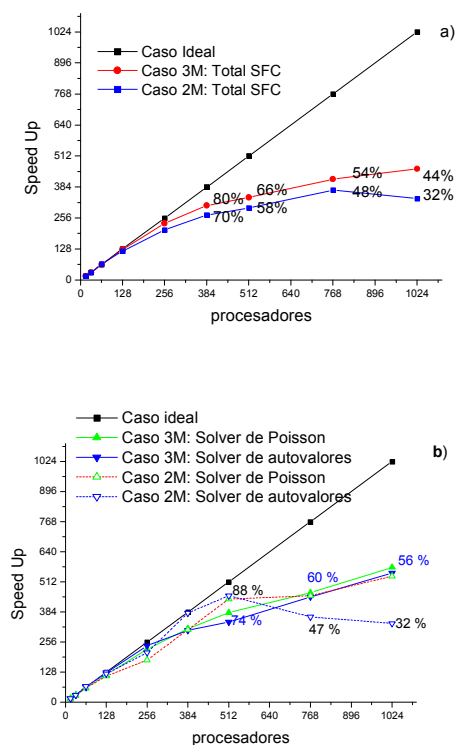 a)
Caso Ideal
Caso 3M: Total SFC
Caso 2M: Total SFC
Speed Up
1024
896
768
640
512
384
256
128
0
80%
66%
54%
44%
70%
58%
48%
32%
0 128 256 384 512 640 768 896 1024
procesadores
b)
Caso ideal
Caso 3M: Solver de Poisson
Caso 3M: Solver de autovalores
Caso 2M: Solver de Poisson
Caso 2M: Solver de autovalores
Speed Up
1024
896
768
640
512
384
256
128
0
88 %
74 %
60 %
56 %
47 %
32 %
0 128 256 384 512 640 768 896 1024
procesadores